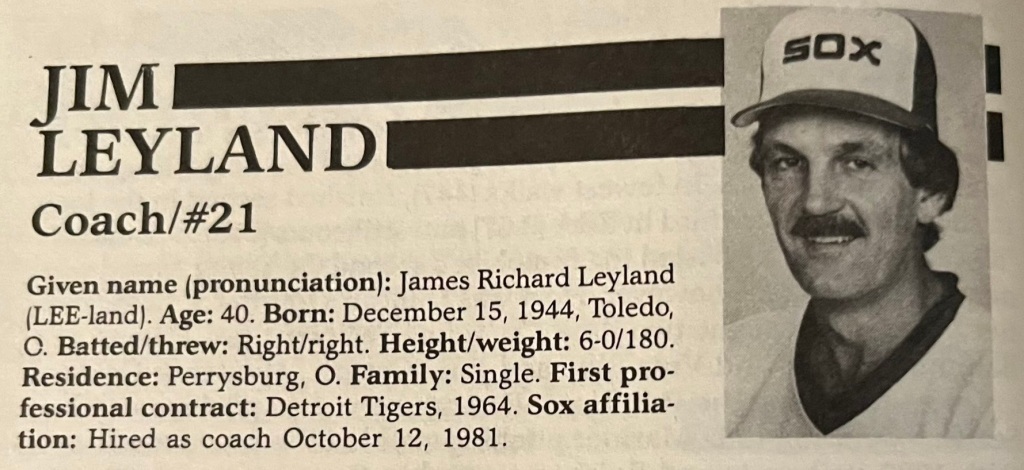 SOX
JIM
LEYLAND
Coach/#21
Given name (pronunciation): James Richard Leyland
(LEE-land). Age: 40. Born: December 15, 1944, Toledo,
O. Batted/threw: Right/right. Height/weight: 6-0/180.
Residence: Perrysburg, O. Family: Single. First pro-
fessional contract: Detroit Tigers, 1964. Sox affilia-
tion: Hired as coach October 12, 1981.